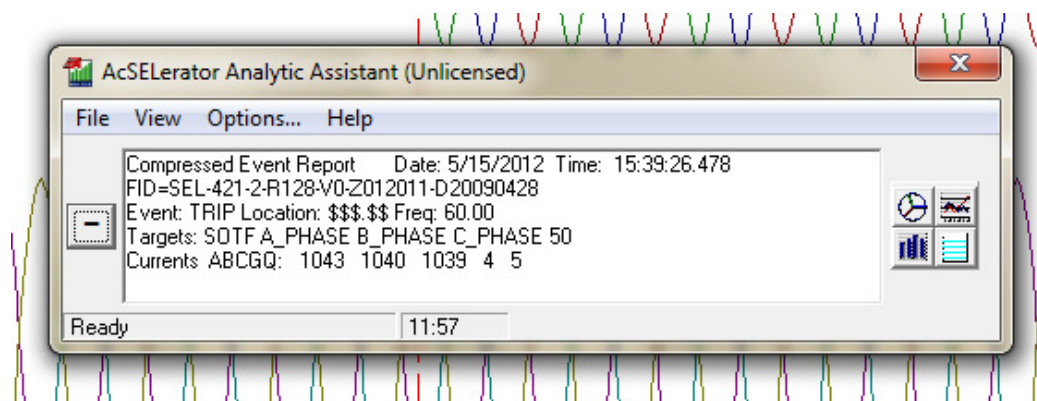 AcSELerator Analytic Assistant (Unlicensed)
File View Options... Help
Compressed Event Report Date: 5/15/2012 Time: 15:39:26.478
FID=SEL-421-2-R128-V0-Z012011-D20090428
Event: TRIP Location: $$$.$$ Freq: 60.00
Targets: SOTF A_PHASE B_PHASE C_PHASE 50
Currents ABCGQ: 1043 1040 1039 4 5
Ready 11:57